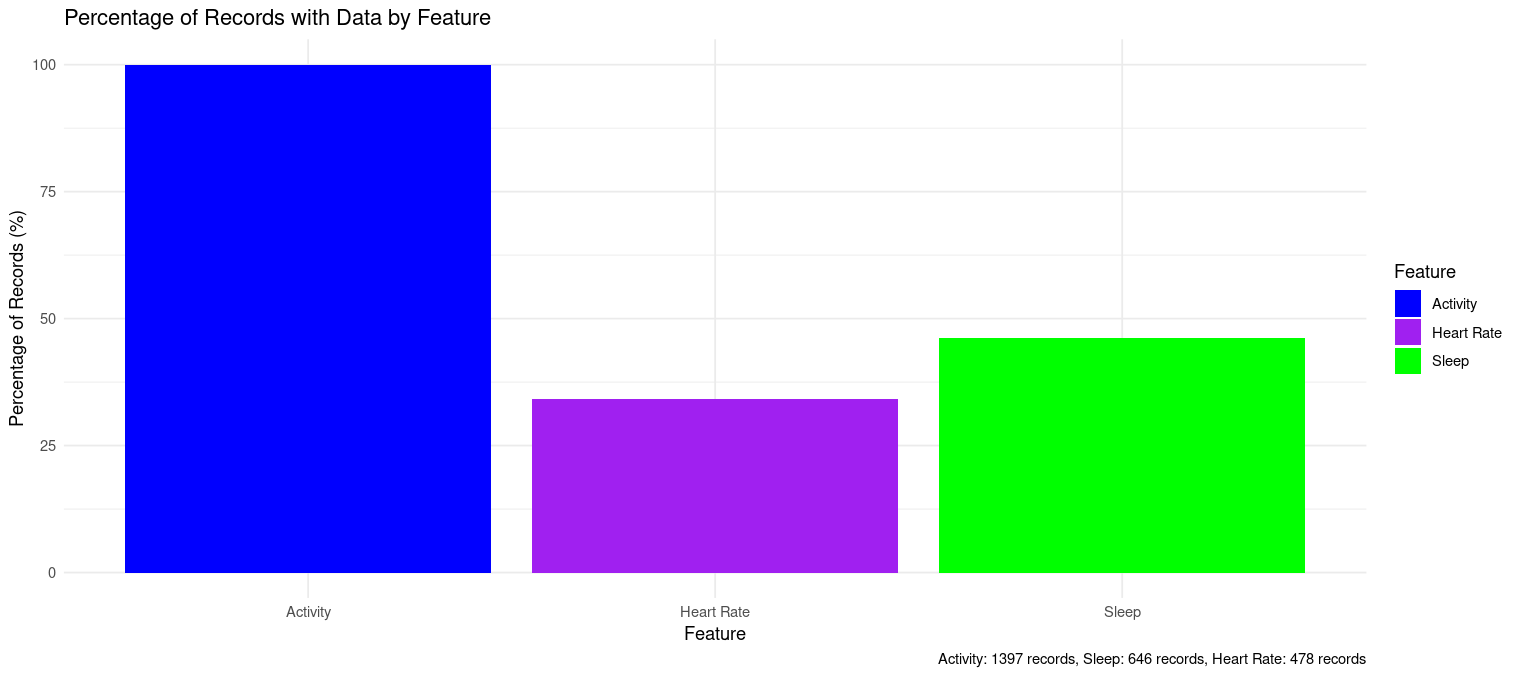 Percentage of Records with Data by Feature
Percentage of Records (%)
100
75
50
25
0
Activity
Heart Rate
Sleep
Feature
Feature
Activity
Heart Rate
Sleep
Activity: 1397 records, Sleep: 646 records, Heart Rate: 478 records